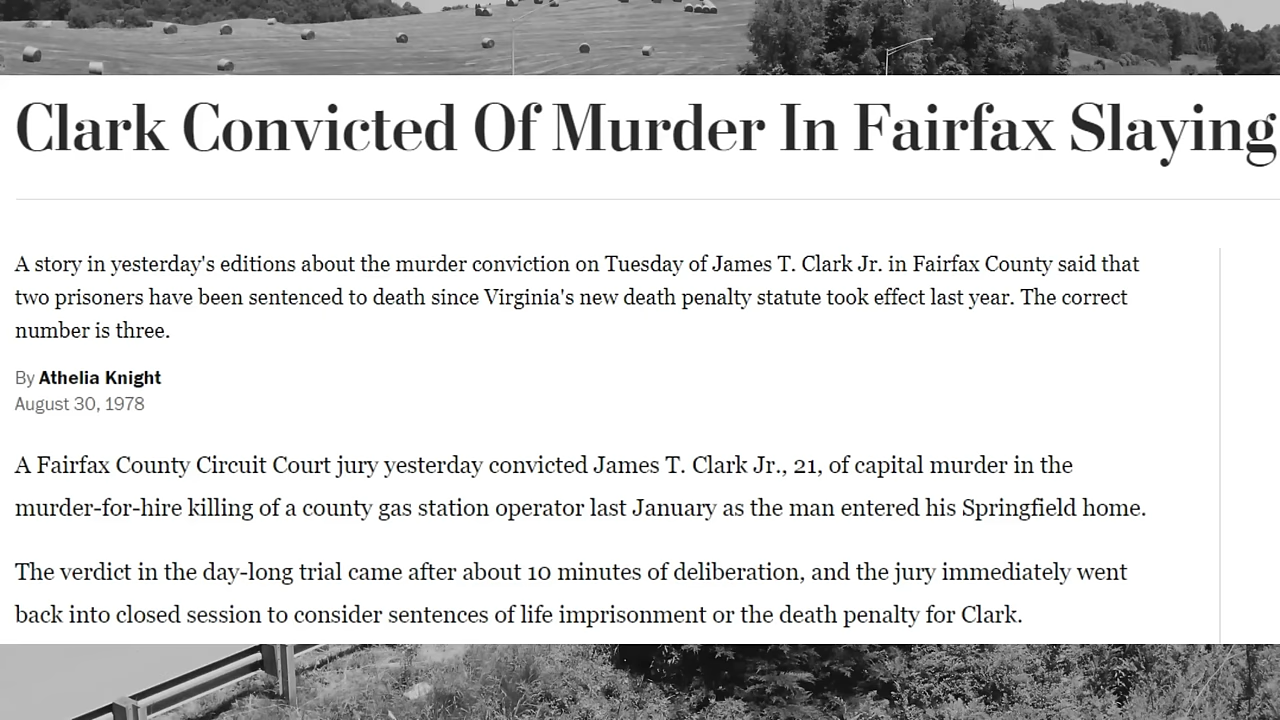 Clark Convicted Of Murder In Fairfax Slaying
A story in yesterday's editions about the murder conviction on Tuesday of James T. Clark Jr. in Fairfax County said that
two prisoners have been sentenced to death since Virginia's new death penalty statute took effect last year. The correct
number is three.
By Athelia Knight
August 30, 1978
A Fairfax County Circuit Court jury yesterday convicted James T. Clark Jr., 21, of capital murder in the
murder-for-hire killing of a county gas station operator last January as the man entered his Springfield home.
The verdict in the day-long trial came after about 10 minutes of deliberation, and the jury immediately went
back into closed session to consider sentences of life imprisonment or the death penalty for Clark.